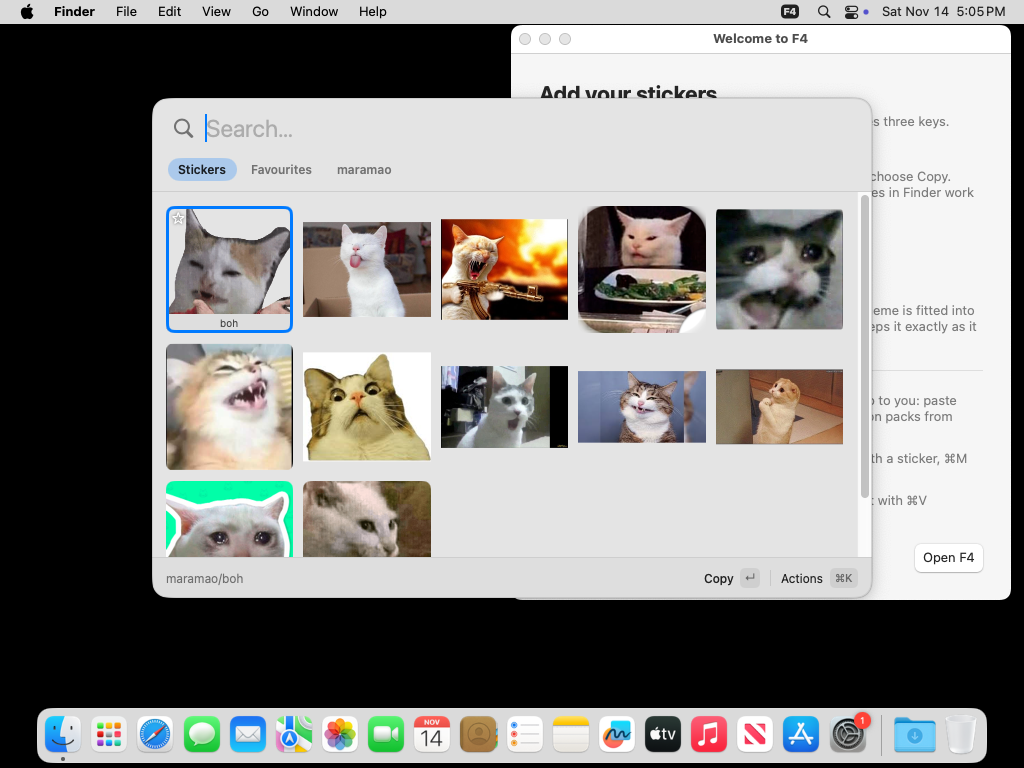 Finder File Edit View Go Window Help F4 Sat Nov 14 5:05 PM
Welcome to F4
Add your stickers
Search...
s three keys.
Stickers Favourites maramao
choose Copy.
es in Finder work
boh
eme is fitted into
eps it exactly as it
to you: paste
on packs from
th a sticker, ⌘M
with ⌘V
Open F4
maramao/boh Copy ↵ Actions ⌘K
NOV
14
tv
1